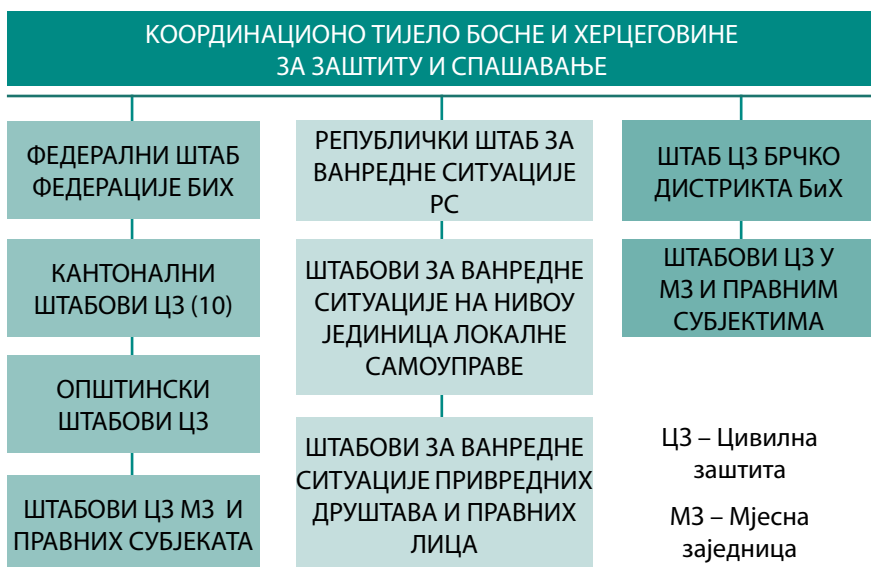 КООРДИНАЦИОНО ТИЈЕЛО БОСНЕ И ХЕРЦЕГОВИНЕ
ЗА ЗАШТИТУ И СПАШАВАЊЕ
ФЕДЕРАЛНИ ШТАБ
ФЕДЕРАЦИЈЕ БИХ
КАНТОНАЛНИ
ШТАБОВИ ЦЗ (10)
ОПШТИНСКИ
ШТАБОВИ ЦЗ
ШТАБОВИ ЦЗ МЗ И
ПРАВНИХ СУБЈЕКАТА
РЕПУБЛИЧКИ ШТАБ ЗА
ВАНРЕДНЕ СИТУАЦИЈЕ
РС
ШТАБОВИ ЗА ВАНРЕДНЕ
СИТУАЦИЈЕ НА НИВОУ
ЈЕДИНИЦА ЛОКАЛНЕ
САМОУПРАВЕ
ШТАБОВИ ЗА ВАНРЕДНЕ
СИТУАЦИЈЕ ПРИВРЕДНИХ
ДРУШТАВА И ПРАВНИХ
ЛИЦА
ШТАБ ЦЗ БРЧКО
ДИСТРИКТА БиХ
ШТАБОВИ ЦЗ У
МЗ И ПРАВНИМ
СУБЈЕКТИМА
ЦЗ – Цивилна
заштита
МЗ – Мјесна
заједница